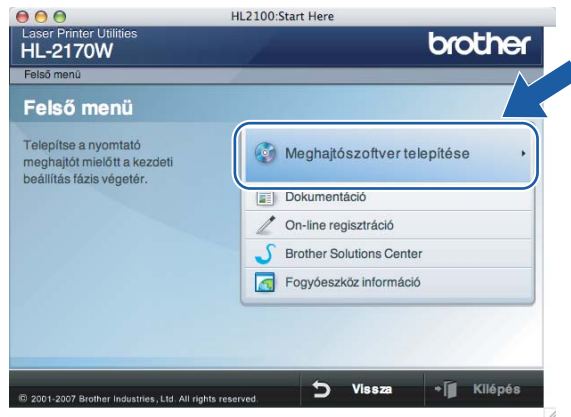 HL2100:Start Here
Laser Printer Utilities
HL-2170W
brother
Felső menü
Felső menü
Telepítse a nyomtató
meghajtót mielőtt a kezdeti
beállítás fázis végetér.
Meghajtószoftver telepítése
Dokumentáció
On-line regisztráció
Brother Solutions Center
Fogyóeszköz információ
© 2001-2007 Brother Industries, Ltd. All rights reserved.
Vissza
Kilépés